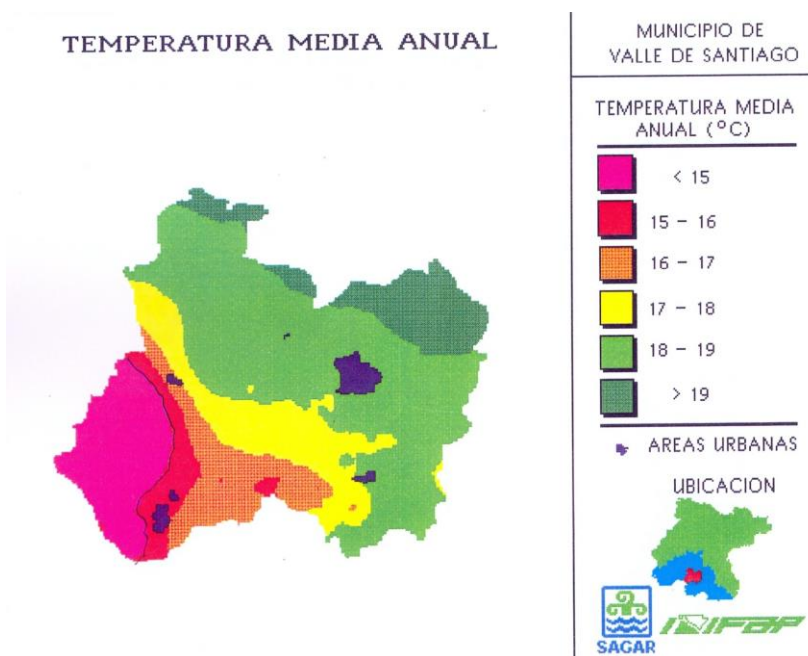 TEMPERATURA MEDIA ANUAL
MUNICIPIO DE
VALLE DE SANTIAGO
TEMPERATURA MEDIA
ANUAL (°C)
< 15
15 - 16
16 - 17
17 - 18
18 - 19
> 19
AREAS URBANAS
UBICACION
SAGAR
INIFAP